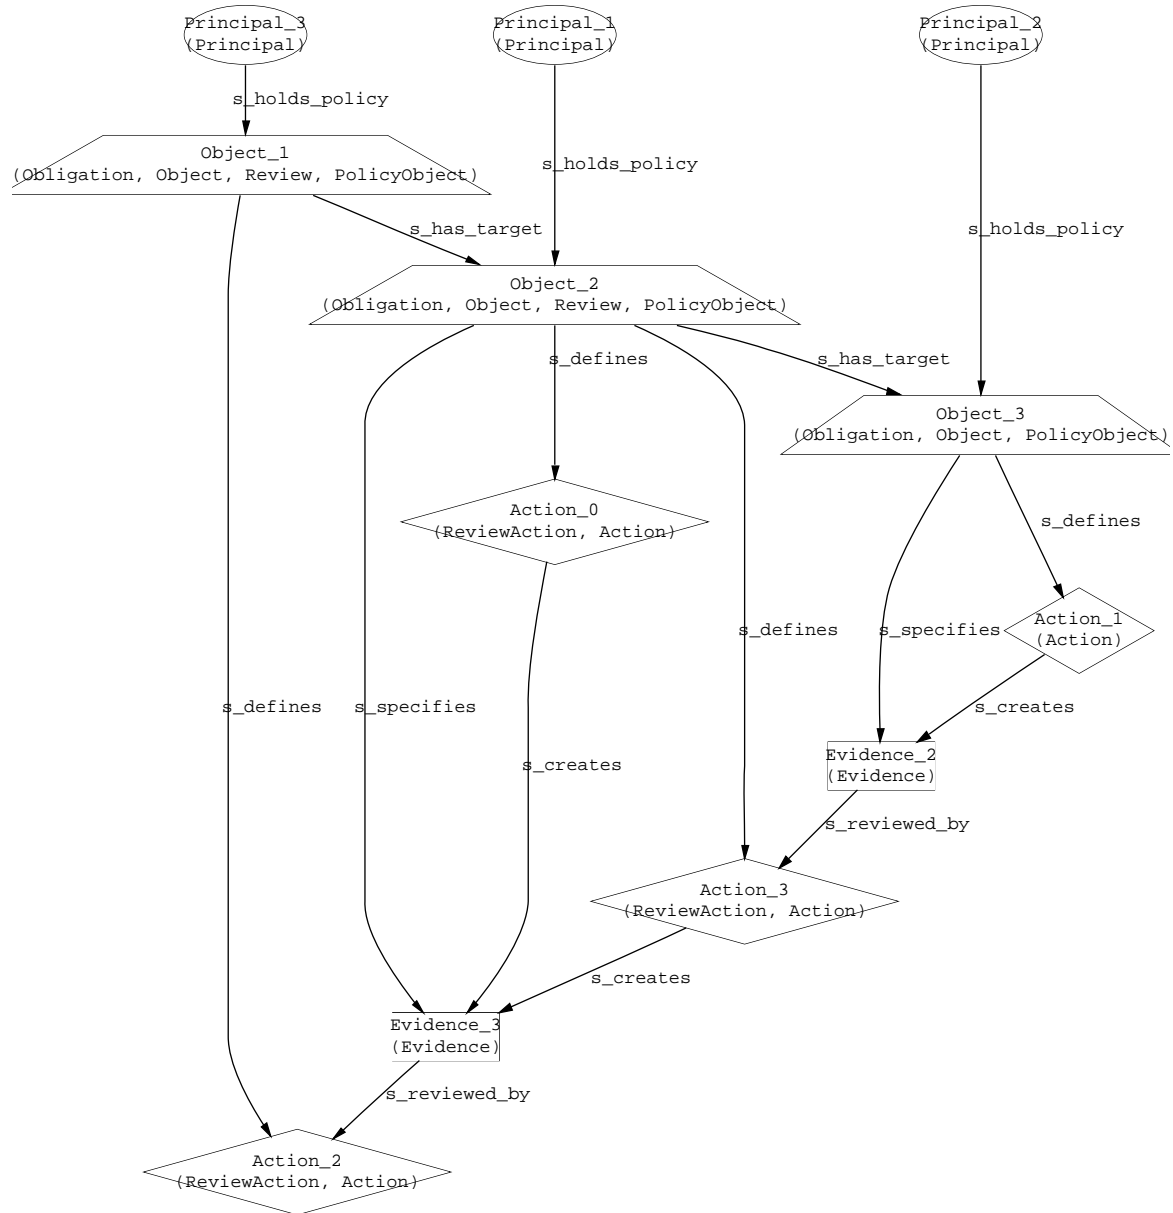 Principal_3
(Principal)
Principal_1
(Principal)
Principal_2
(Principal)
s_holds_policy
Object_1
(Obligation, Object, Review, PolicyObject)
s_holds_policy
s_has_target
s_holds_policy
Object_2
(Obligation, Object, Review, PolicyObject)
s_defines
s_has_target
Object_3
(Obligation, Object, PolicyObject)
Action_0
(ReviewAction, Action)
s_defines
s_defines
s_specifies
Action_1
(Action)
s_defines
s_specifies
s_creates
s_creates
Evidence_2
(Evidence)
s_reviewed_by
Action_3
(ReviewAction, Action)
s_creates
Evidence_3
(Evidence)
s_reviewed_by
Action_2
(ReviewAction, Action)